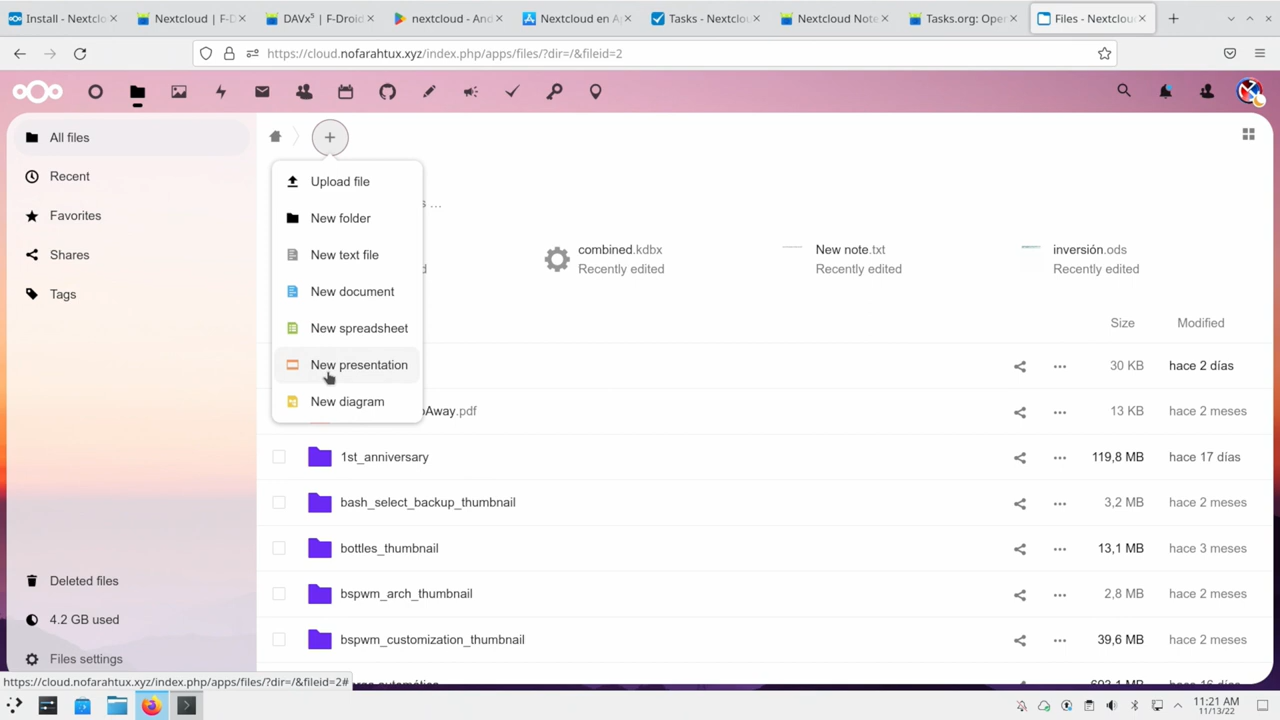 Install - Nextclo
Nextcloud | F-D
DAVx⁵ | F-Droid
nextcloud - And
Nextcloud en Ap
Tasks - Nextclou
Nextcloud Note
Tasks.org: Oper
Files - Nextclou
https://cloud.nofarahtux.xyz/index.php/apps/files/?dir=/&fileid=2
All files
Recent
Favorites
Shares
Tags
Deleted files
4.2 GB used
Files settings
Upload file
New folder
New text file
New document
New spreadsheet
New presentation
New diagram
s ...
d
combined.kdbx
Recently edited
New note.txt
Recently edited
inversión.ods
Recently edited
Size Modified
30 KB hace 2 días
Away.pdf 13 KB hace 2 meses
1st_anniversary 119,8 MB hace 17 días
bash_select_backup_thumbnail 3,2 MB hace 2 meses
bottles_thumbnail 13,1 MB hace 3 meses
bspwm_arch_thumbnail 2,8 MB hace 2 meses
bspwm_customization_thumbnail 39,6 MB hace 2 meses
https://cloud.nofarahtux.xyz/index.php/apps/files/?dir=/&fileid=2#
11:21 AM
11/13/22